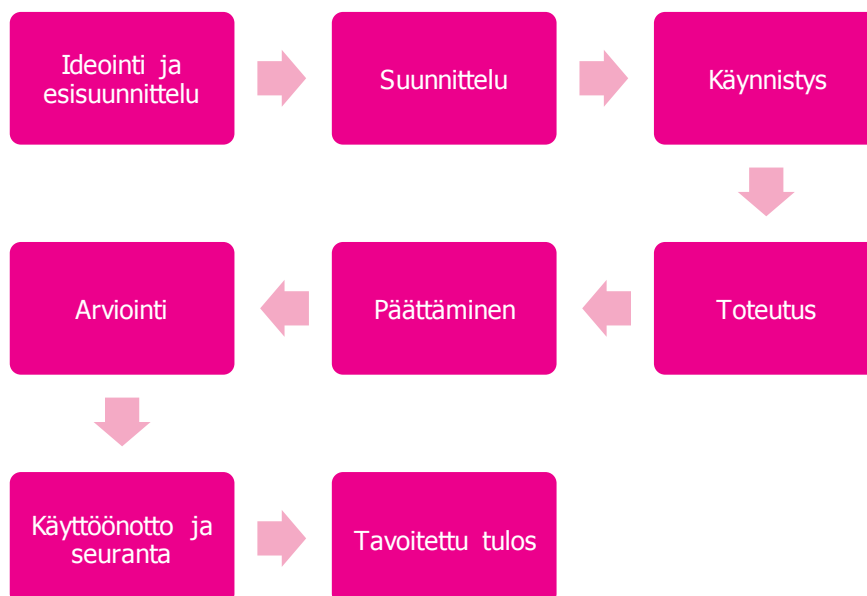 Ideointi ja
esisuunnittelu
Suunnittelu
Käynnistys
Toteutus
Päättäminen
Arviointi
Käyttöönotto ja
seuranta
Tavoitettu tulos